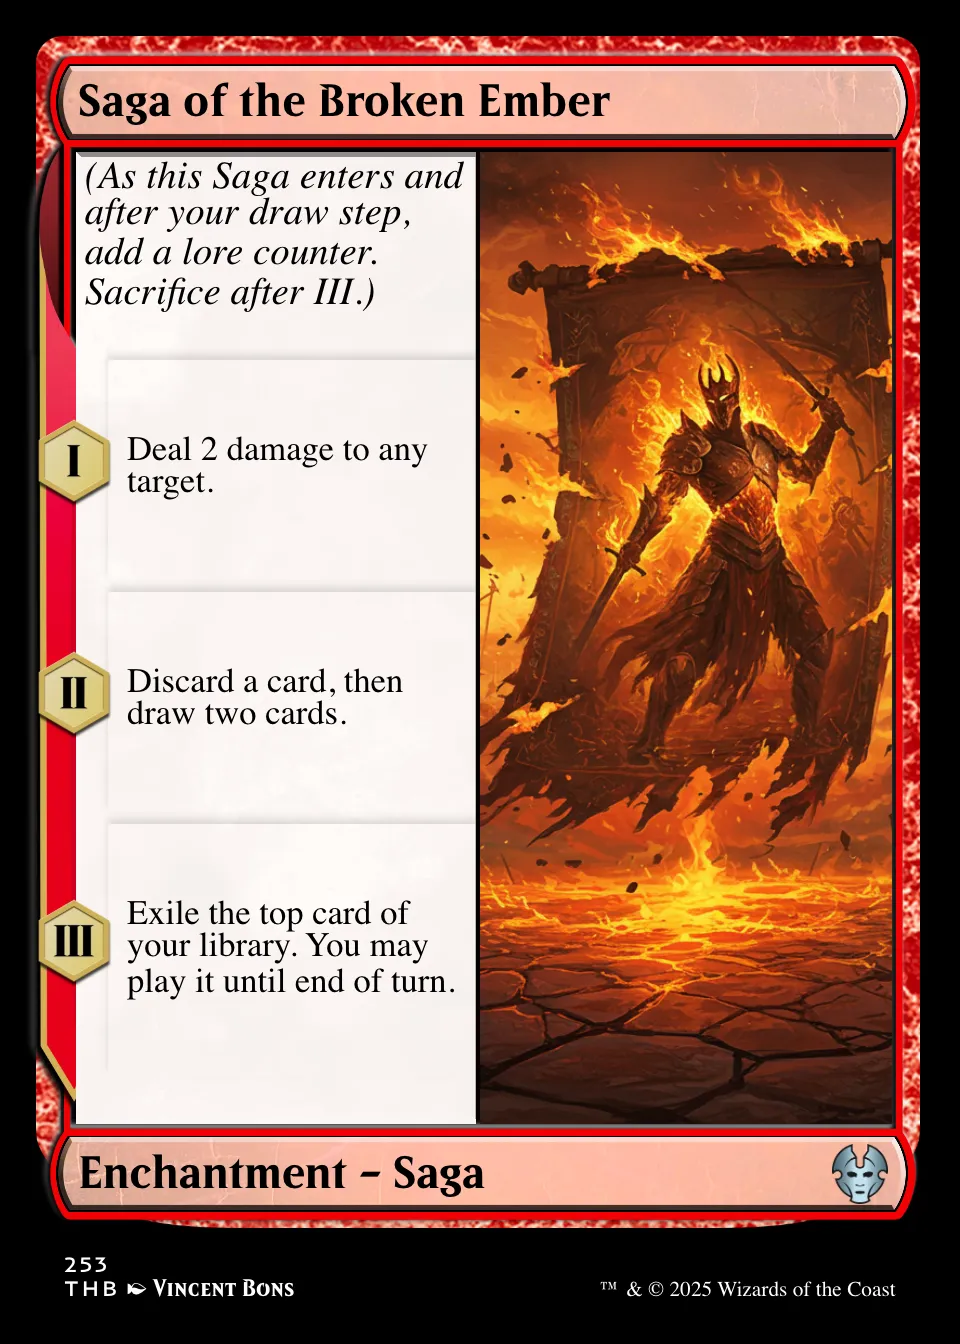 Saga of the Broken Ember
(As this Saga enters and
after your draw step,
add a lore counter.
Sacrifice after III.)
I
Deal 2 damage to any
target.
II
Discard a card, then
draw two cards.
III
Exile the top card of
your library. You may
play it until end of turn.
Enchantment – Saga
253
THB Vincent Bons
™ & © 2025 Wizards of the Coast